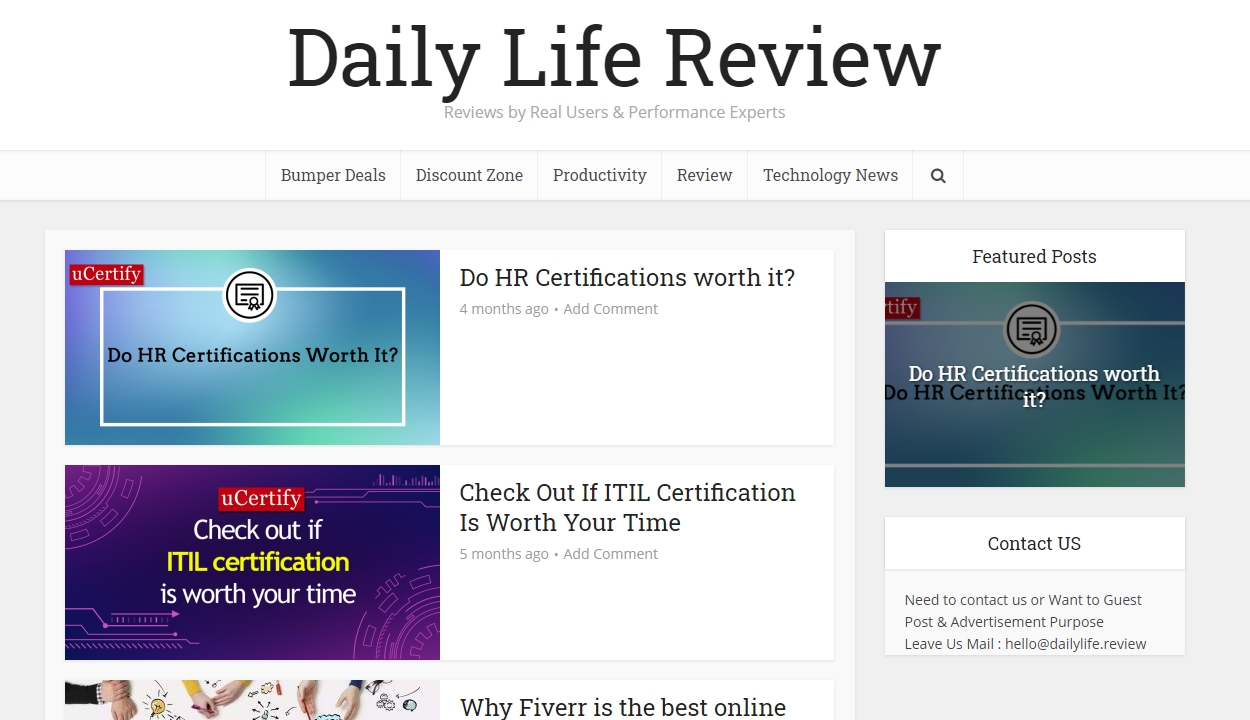 Daily Life Review
Reviews by Real Users & Performance Experts
Bumper Deals
Discount Zone
Productivity
Review
Technology News
uCertify
Do HR Certifications Worth It?
Do HR Certifications worth it?
4 months ago • Add Comment
uCertify
Check out if
ITIL certification
is worth your time
Check Out If ITIL Certification
Is Worth Your Time
5 months ago • Add Comment
Why Fiverr is the best online
Featured Posts
rtify
Do HR Certifications Worth It?
Do HR Certifications worth
it?
Contact US
Need to contact us or Want to Guest
Post & Advertisement Purpose
Leave Us Mail : hello@dailylife.review